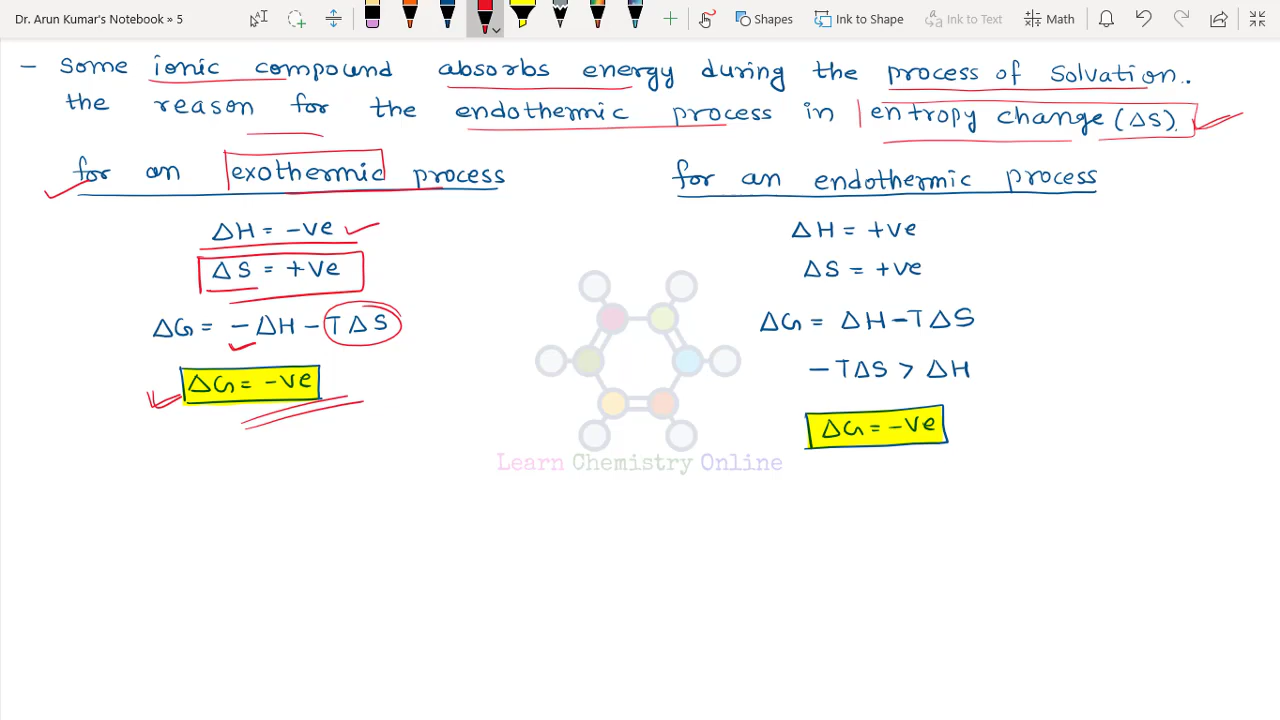 Dr. Arun Kumar's Notebook » 5
Shapes
Ink to Shape
Ink to Text
Math
- Some ionic compound absorbs energy during the process of Solvation..
the reason for the endothermic process in entropy change (ΔS).
for an exothermic process
ΔH = -ve
ΔS = +ve
ΔG = -ΔH - TΔS
ΔG = -ve
for an endothermic process
ΔH = +ve
ΔS = +ve
ΔG = ΔH - TΔS
- TΔS > ΔH
ΔG = -ve
Learn Chemistry Online